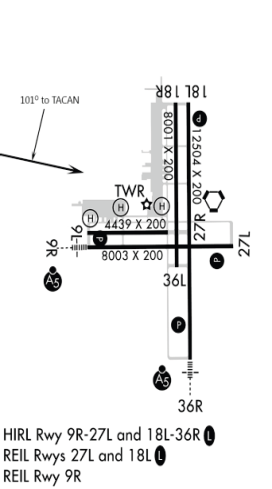 18R 18L
101° to TACAN
P
8001 X 200
12504 X 200
TWR
H H H
4439 X 200
27R
9L
P
27L
9R
8003 X 200
P
A5
36L
P
A5
36R
HIRL Rwy 9R-27L and 18L-36R L
REIL Rwys 27L and 18L L
REIL Rwy 9R